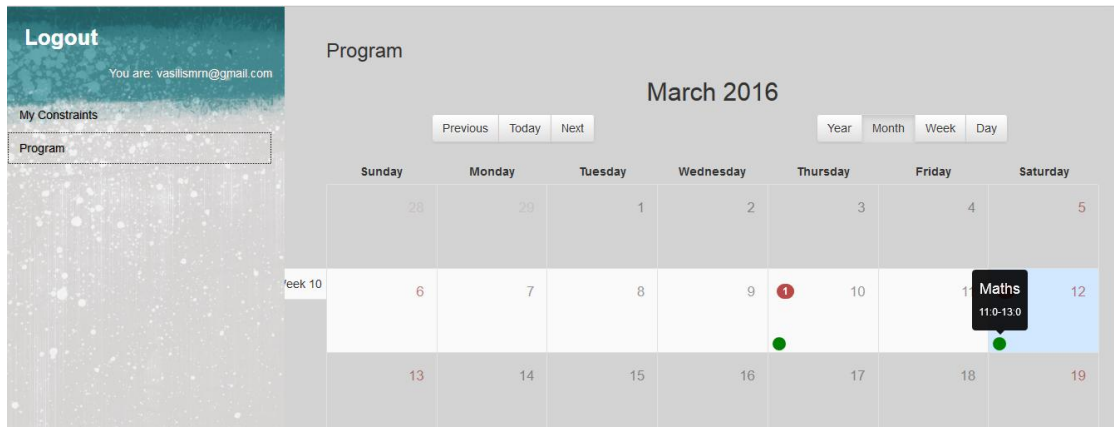 Logout
You are: vasilismrn@gmail.com
My Constraints
Program
Program
March 2016
Previous Today Next
Year Month Week Day
Sunday Monday Tuesday Wednesday Thursday Friday Saturday
28 29 1 2 3 4 5
eek 10
6 7 8 9 1 10 11 12
Maths
11:0-13:0
13 14 15 16 17 18 19